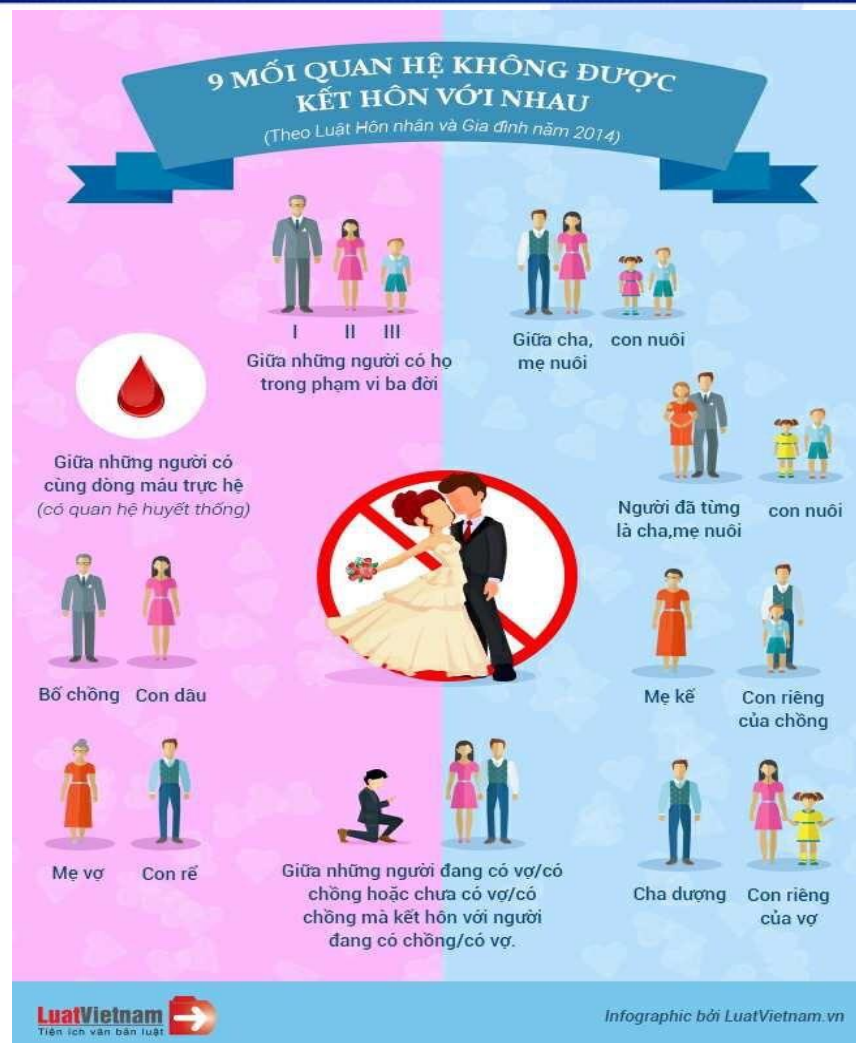 9 MỐI QUAN HỆ KHÔNG ĐƯỢC
KẾT HÔN VỚI NHAU
(Theo Luật Hôn nhân và Gia đình năm 2014)
I II III
Giữa những người có họ
trong phạm vi ba đời
Giữa cha, con nuôi
mẹ nuôi
Giữa những người có
cùng dòng máu trực hệ
(có quan hệ huyết thống)
Người đã từng con nuôi
là cha,mẹ nuôi
Bố chồng Con dâu
Mẹ kế Con riêng
của chồng
Mẹ vợ Con rể
Giữa những người đang có vợ/có
chồng hoặc chưa có vợ/có
chồng mà kết hôn với người
đang có chồng/có vợ.
Cha dượng Con riêng
của vợ
LuatVietnam
Tiện ích văn bản luật
Infographic bởi LuatVietnam.vn